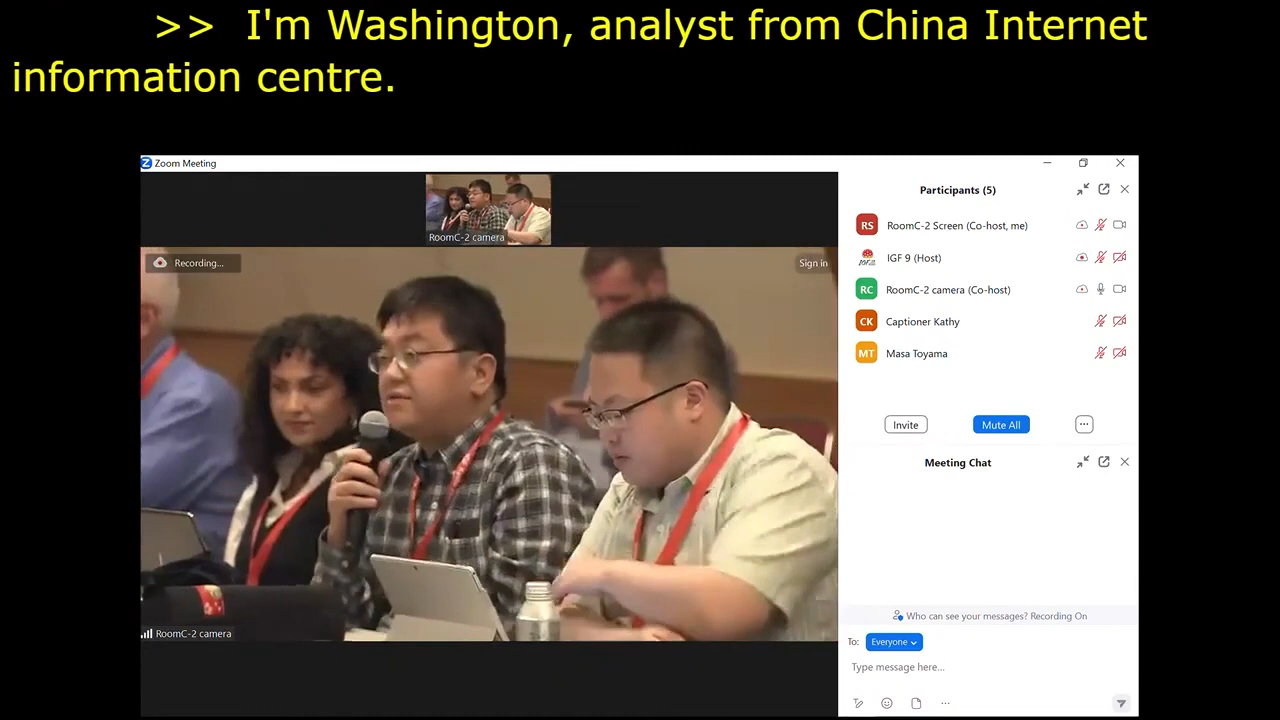 >> I'm Washington, analyst from China Internet
information centre.
Zoom Meeting
RoomC-2 camera
Recording...
Sign in
RoomC-2 camera
Participants (5)
RS RoomC-2 Screen (Co-host, me)
IGF 9 (Host)
RC RoomC-2 camera (Co-host)
CK Captioner Kathy
MT Masa Toyama
Invite
Mute All
Meeting Chat
Who can see your messages? Recording On
To: Everyone
Type message here...